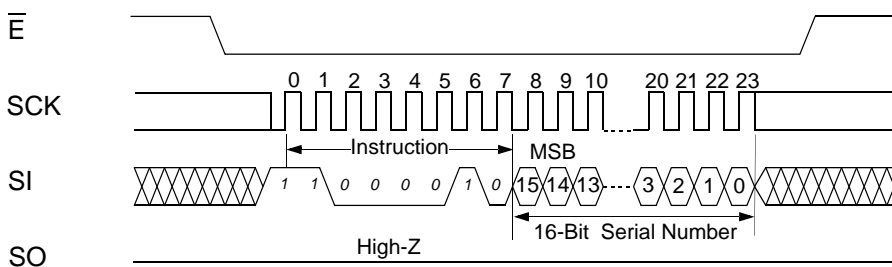 E
0 1 2 3 4 5 6 7 8 9 10 20 21 22 23
SCK
Instruction MSB
SI 1 1 0 0 0 0 1 0 15 14 13 3 2 1 0
16-Bit Serial Number
High-Z
SO